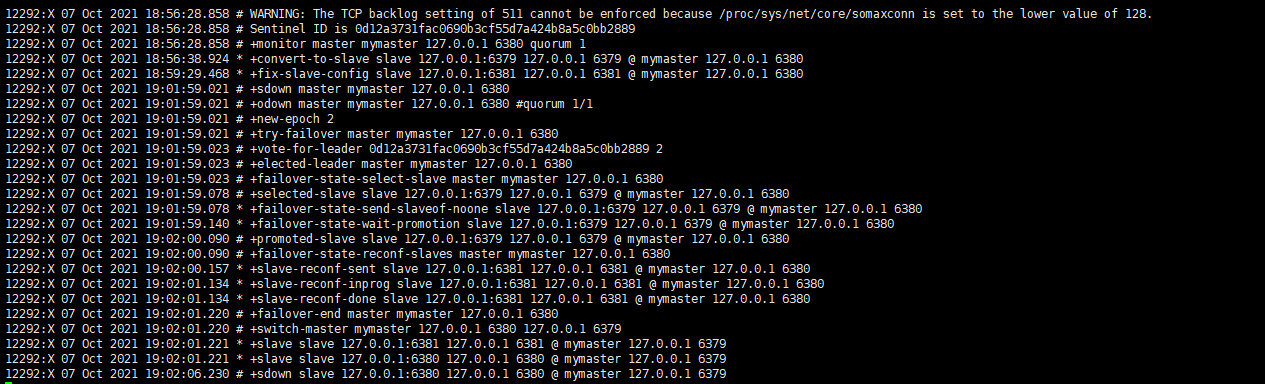 12292:X 07 Oct 2021 18:56:28.858 # WARNING: The TCP backlog setting of 511 cannot be enforced because /proc/sys/net/core/somaxconn is set to the lower value of 128.
12292:X 07 Oct 2021 18:56:28.858 # Sentinel ID is 0d12a3731fac0690b3cf55d7a424b8a5c0bb2889
12292:X 07 Oct 2021 18:56:28.858 # +monitor master mymaster 127.0.0.1 6380 quorum 1
12292:X 07 Oct 2021 18:56:38.924 * +convert-to-slave slave 127.0.0.1:6379 127.0.0.1 6379 @ mymaster 127.0.0.1 6380
12292:X 07 Oct 2021 18:59:29.468 * +fix-slave-config slave 127.0.0.1:6381 127.0.0.1 6381 @ mymaster 127.0.0.1 6380
12292:X 07 Oct 2021 19:01:59.021 # +sdown master mymaster 127.0.0.1 6380
12292:X 07 Oct 2021 19:01:59.021 # +odown master mymaster 127.0.0.1 6380 #quorum 1/1
12292:X 07 Oct 2021 19:01:59.021 # +new-epoch 2
12292:X 07 Oct 2021 19:01:59.021 # +try-failover master mymaster 127.0.0.1 6380
12292:X 07 Oct 2021 19:01:59.023 # +vote-for-leader 0d12a3731fac0690b3cf55d7a424b8a5c0bb2889 2
12292:X 07 Oct 2021 19:01:59.023 # +elected-leader master mymaster 127.0.0.1 6380
12292:X 07 Oct 2021 19:01:59.023 # +failover-state-select-slave master mymaster 127.0.0.1 6380
12292:X 07 Oct 2021 19:01:59.078 # +selected-slave slave 127.0.0.1:6379 127.0.0.1 6379 @ mymaster 127.0.0.1 6380
12292:X 07 Oct 2021 19:01:59.078 * +failover-state-send-slaveof-noone slave 127.0.0.1:6379 127.0.0.1 6379 @ mymaster 127.0.0.1 6380
12292:X 07 Oct 2021 19:01:59.140 * +failover-state-wait-promotion slave 127.0.0.1:6379 127.0.0.1 6379 @ mymaster 127.0.0.1 6380
12292:X 07 Oct 2021 19:02:00.090 # +promoted-slave slave 127.0.0.1:6379 127.0.0.1 6379 @ mymaster 127.0.0.1 6380
12292:X 07 Oct 2021 19:02:00.090 # +failover-state-reconf-slaves master mymaster 127.0.0.1 6380
12292:X 07 Oct 2021 19:02:00.157 * +slave-reconf-sent slave 127.0.0.1:6381 127.0.0.1 6381 @ mymaster 127.0.0.1 6380
12292:X 07 Oct 2021 19:02:01.134 * +slave-reconf-inprog slave 127.0.0.1:6381 127.0.0.1 6381 @ mymaster 127.0.0.1 6380
12292:X 07 Oct 2021 19:02:01.134 * +slave-reconf-done slave 127.0.0.1:6381 127.0.0.1 6381 @ mymaster 127.0.0.1 6380
12292:X 07 Oct 2021 19:02:01.220 # +failover-end master mymaster 127.0.0.1 6380
12292:X 07 Oct 2021 19:02:01.220 # +switch-master mymaster 127.0.0.1 6380 127.0.0.1 6379
12292:X 07 Oct 2021 19:02:01.221 * +slave slave 127.0.0.1:6381 127.0.0.1 6381 @ mymaster 127.0.0.1 6379
12292:X 07 Oct 2021 19:02:01.221 * +slave slave 127.0.0.1:6380 127.0.0.1 6380 @ mymaster 127.0.0.1 6379
12292:X 07 Oct 2021 19:02:06.230 # +sdown slave 127.0.0.1:6380 127.0.0.1 6380 @ mymaster 127.0.0.1 6379